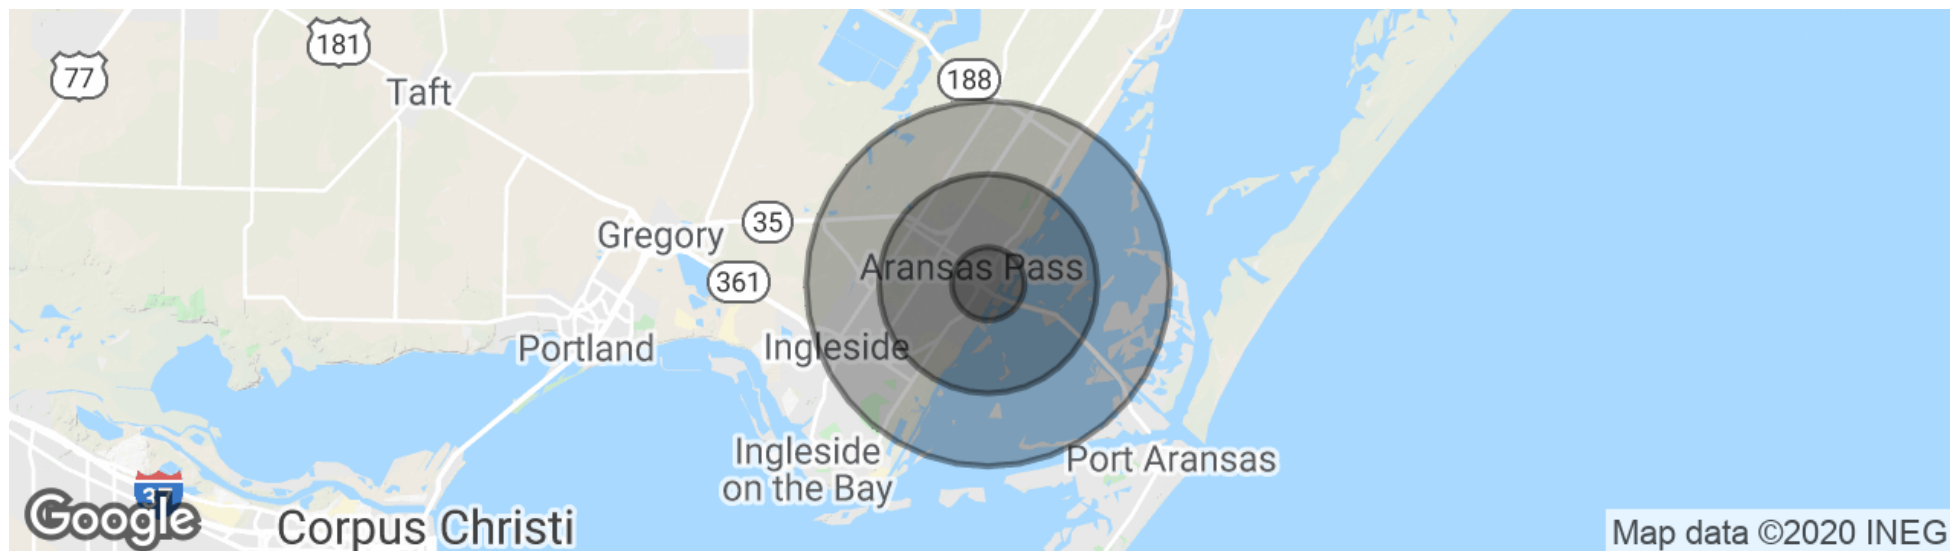 181
77
188
Taft
35
Gregory
Aransas Pass
361
Portland
Ingleside
Ingleside
on the Bay
Port Aransas
37
Google
Corpus Christi
Map data ©2020 INEG